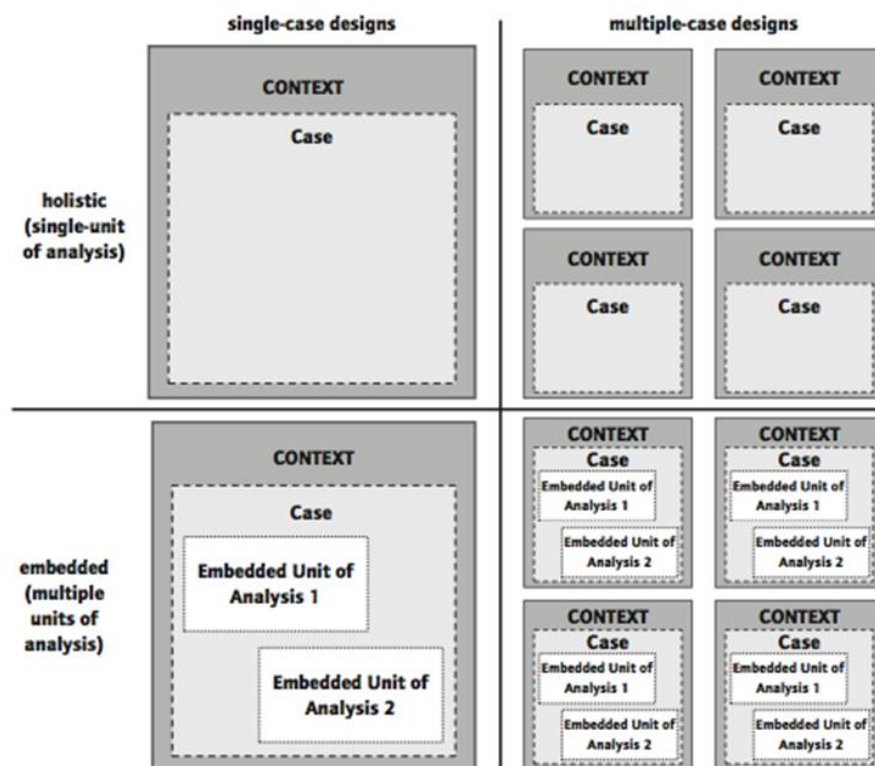 single-case designs
multiple-case designs
holistic
(single-unit
of analysis)
CONTEXT
Case
CONTEXT
Case
CONTEXT
Case
CONTEXT
Case
CONTEXT
Case
embedded
(multiple
units of
analysis)
CONTEXT
Case
Embedded Unit of
Analysis 1
Embedded Unit of
Analysis 2
CONTEXT
Case
Embedded Unit of
Analysis 1
Embedded Unit of
Analysis 2
CONTEXT
Case
Embedded Unit of
Analysis 1
Embedded Unit of
Analysis 2
CONTEXT
Case
Embedded Unit of
Analysis 1
Embedded Unit of
Analysis 2
CONTEXT
Case
Embedded Unit of
Analysis 1
Embedded Unit of
Analysis 2